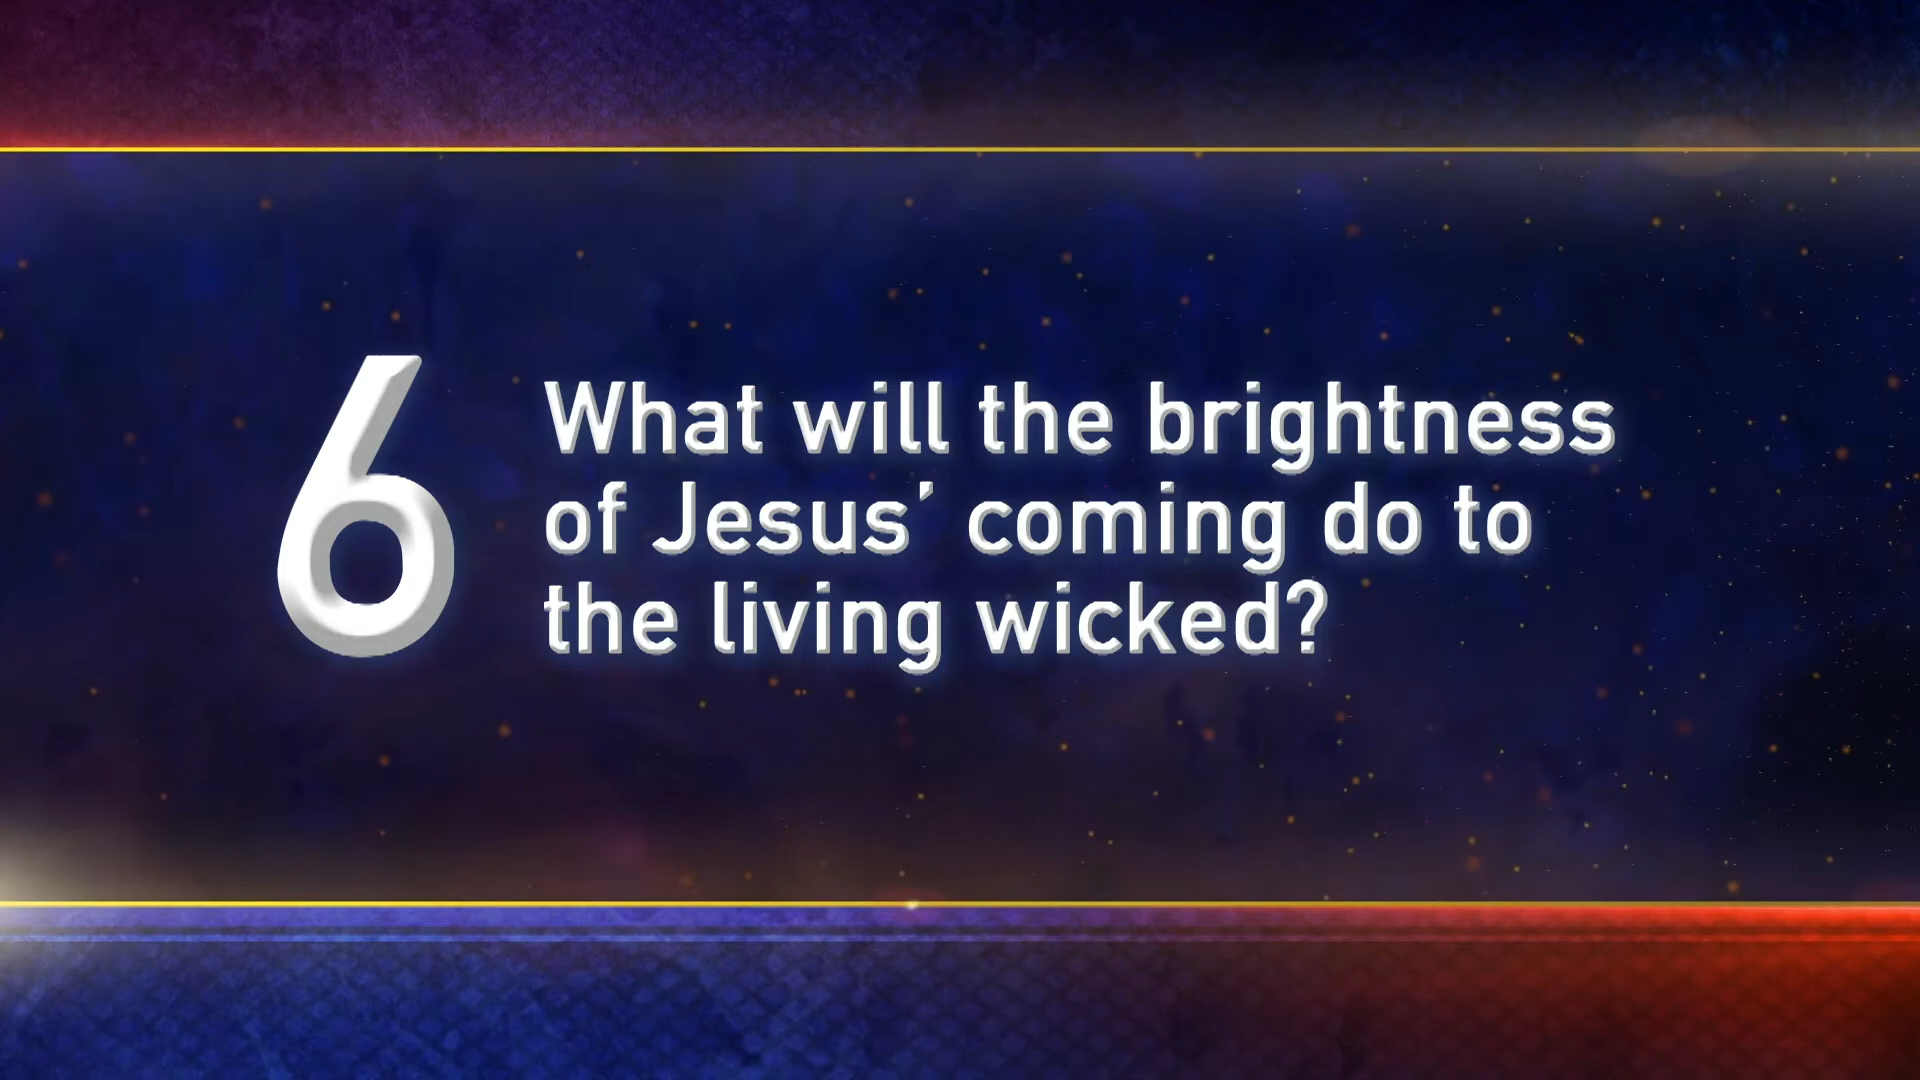 6
What will the brightness
of Jesus’ coming do to
the living wicked?